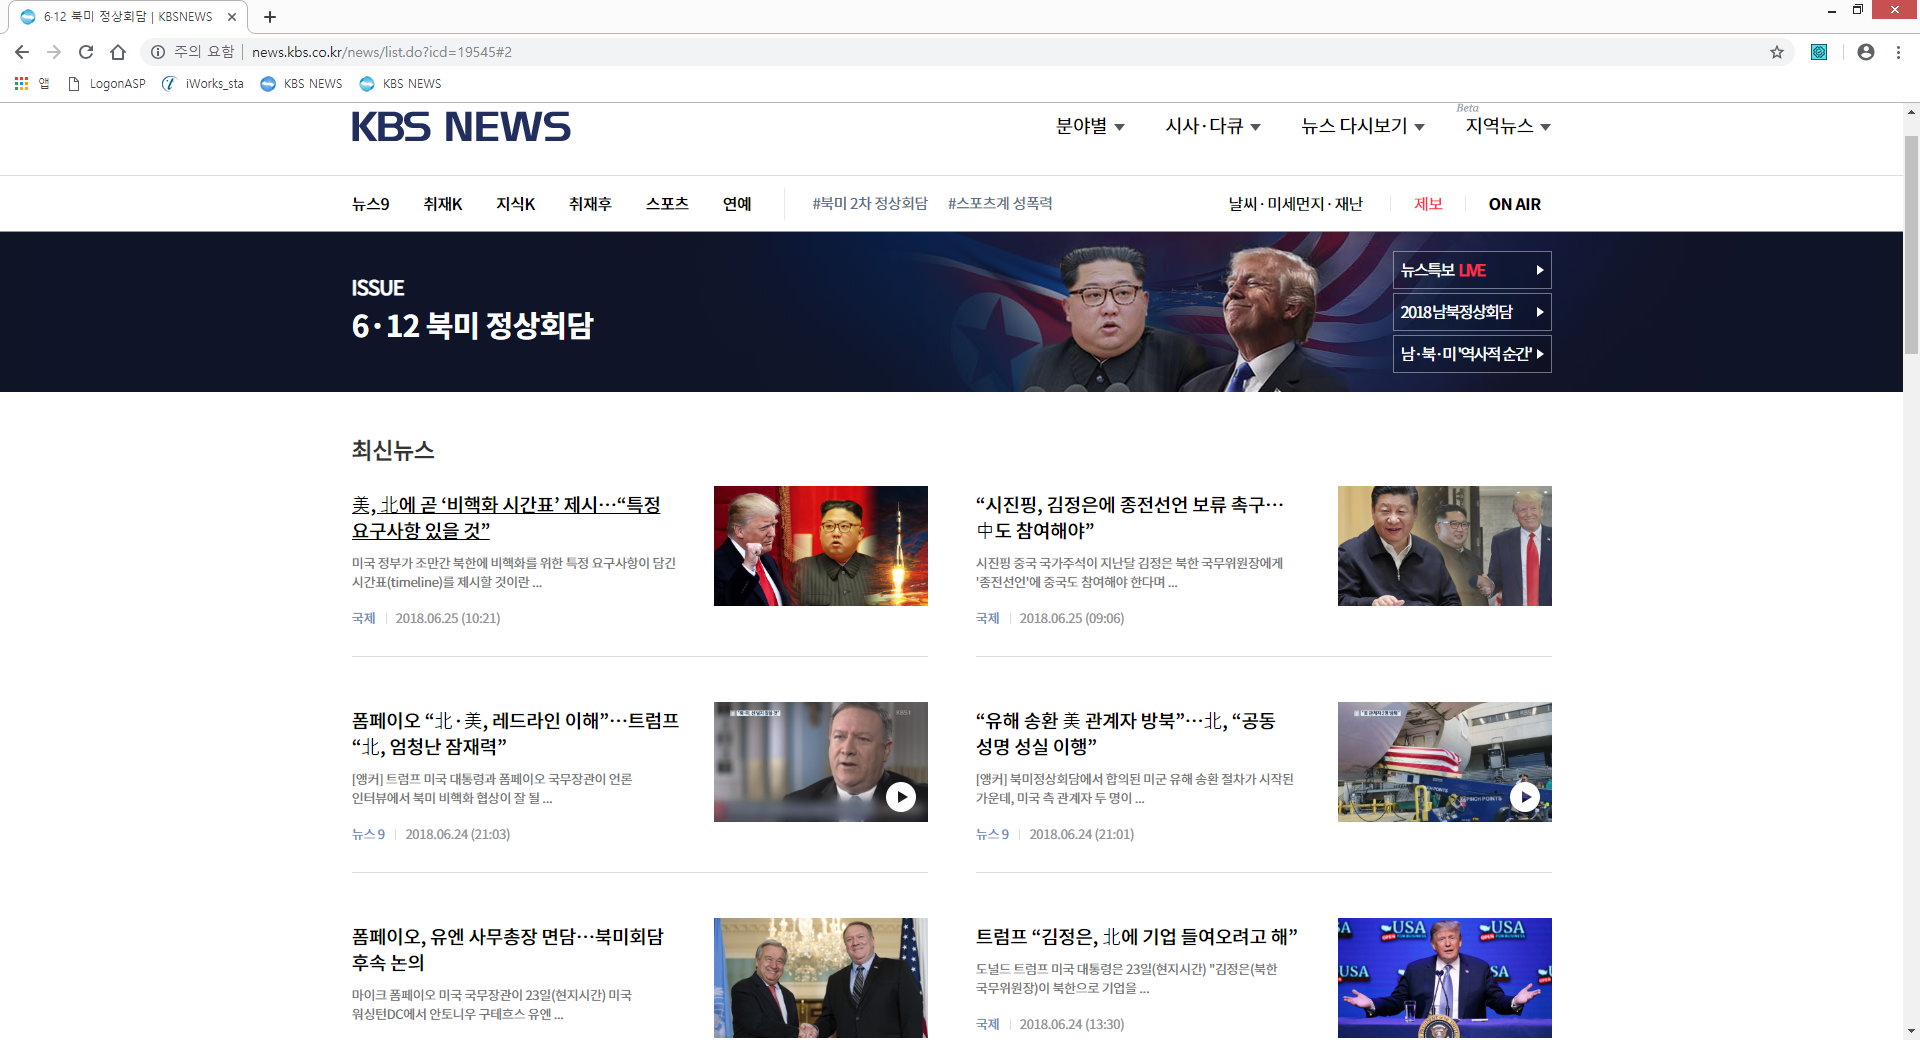 6·12 북미 정상회담 | KBSNEWS
주의 요함 | news.kbs.co.kr/news/list.do?icd=19545#2
앱 LogonASP iWorks_sta KBS NEWS KBS NEWS
KBS NEWS
분야별 시사·다큐 뉴스 다시보기 Beta 지역뉴스
뉴스9 취재K 지식K 취재후 스포츠 연예 #북미 2차 정상회담 #스포츠계 성폭력 날씨·미세먼지·재난 제보 ON AIR
ISSUE
6·12 북미 정상회담
뉴스특보 LIVE
2018남북정상회담
남·북·미 '역사적 순간'
최신뉴스
美, 北에 곧 ‘비핵화 시간표’ 제시…“특정
요구사항 있을 것”
미국 정부가 조만간 북한에 비핵화를 위한 특정 요구사항이 담긴
시간표(timeline)를 제시할 것이란 ...
국제 | 2018.06.25 (10:21)
“시진핑, 김정은에 종전선언 보류 촉구…
中도 참여해야”
시진핑 중국 국가주석이 지난달 김정은 북한 국무위원장에게
'종전선언'에 중국도 참여해야 한다며 ...
국제 | 2018.06.25 (09:06)
폼페이오 “北·美, 레드라인 이해”…트럼프
“北, 엄청난 잠재력”
[앵커] 트럼프 미국 대통령과 폼페이오 국무장관이 언론
인터뷰에서 북미 비핵화 협상이 잘 될 ...
뉴스 9 | 2018.06.24 (21:03)
KBS1
“유해 송환 美 관계자 방북”…北, “공동
성명 성실 이행”
[앵커] 북미정상회담에서 합의된 미군 유해 송환 절차가 시작된
가운데, 미국 측 관계자 두 명이 ...
뉴스 9 | 2018.06.24 (21:01)
PINCH POINTS
폼페이오, 유엔 사무총장 면담…북미회담
후속 논의
마이크 폼페이오 미국 국무장관이 23일(현지시간) 미국
워싱턴DC에서 안토니우 구테흐스 유엔 ...
트럼프 “김정은, 北에 기업 들여오려고 해”
도널드 트럼프 미국 대통령은 23일(현지시간) "김정은(북한
국무위원장)이 북한으로 기업을 ...
국제 | 2018.06.24 (13:30)
SA USA USA
OPEN FOR BUSINESS
USA SA